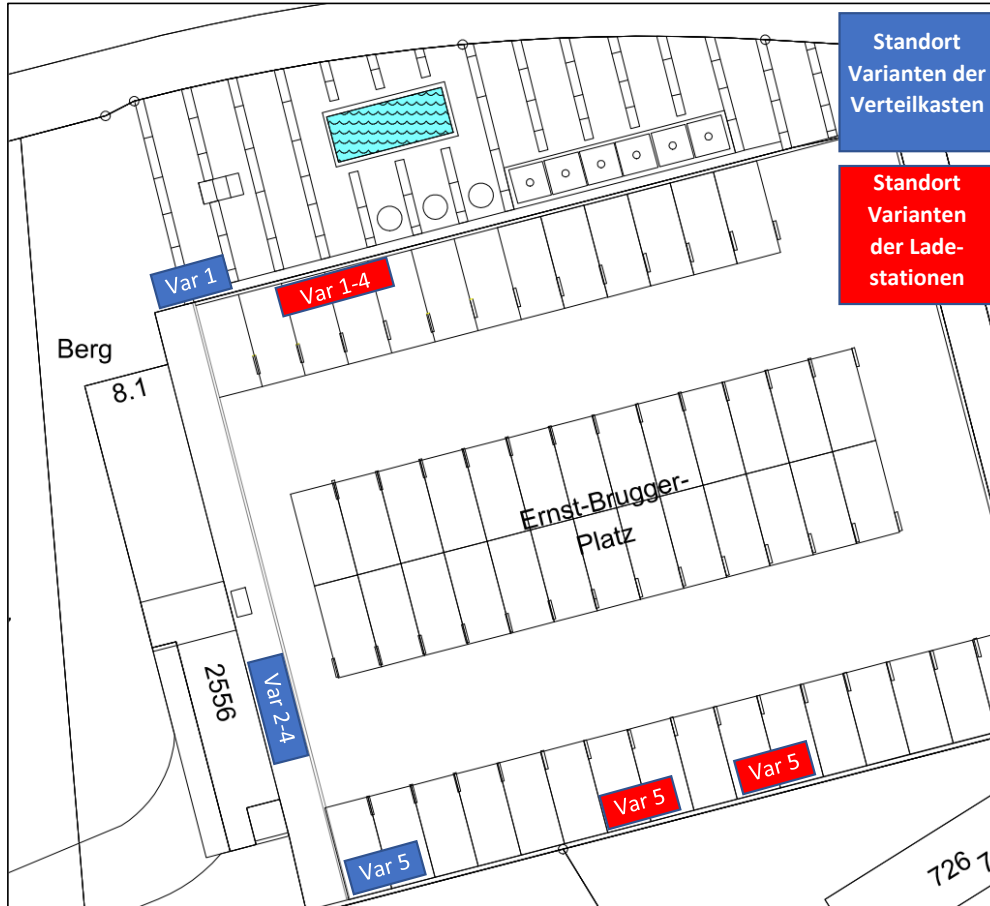 Standort
Varianten der
Verteilkasten
Standort
Varianten
der Lade-
stationen
Var 1
Var 1-4
Berg
8.1
Ernst-Brugger-
Platz
2556
Var 2-4
Var 5
Var 5
Var 5
726